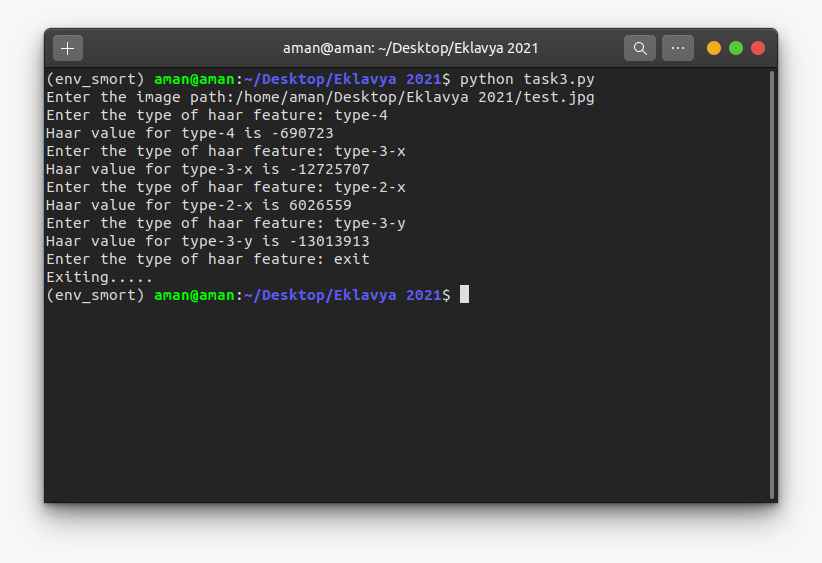 aman@aman: ~/Desktop/Eklavya 2021
(env_smort) aman@aman:~/Desktop/Eklavya 2021$ python task3.py
Enter the image path:/home/aman/Desktop/Eklavya 2021/test.jpg
Enter the type of haar feature: type-4
Haar value for type-4 is -690723
Enter the type of haar feature: type-3-x
Haar value for type-3-x is -12725707
Enter the type of haar feature: type-2-x
Haar value for type-2-x is 6026559
Enter the type of haar feature: type-3-y
Haar value for type-3-y is -13013913
Enter the type of haar feature: exit
Exiting.....
(env_smort) aman@aman:~/Desktop/Eklavya 2021$